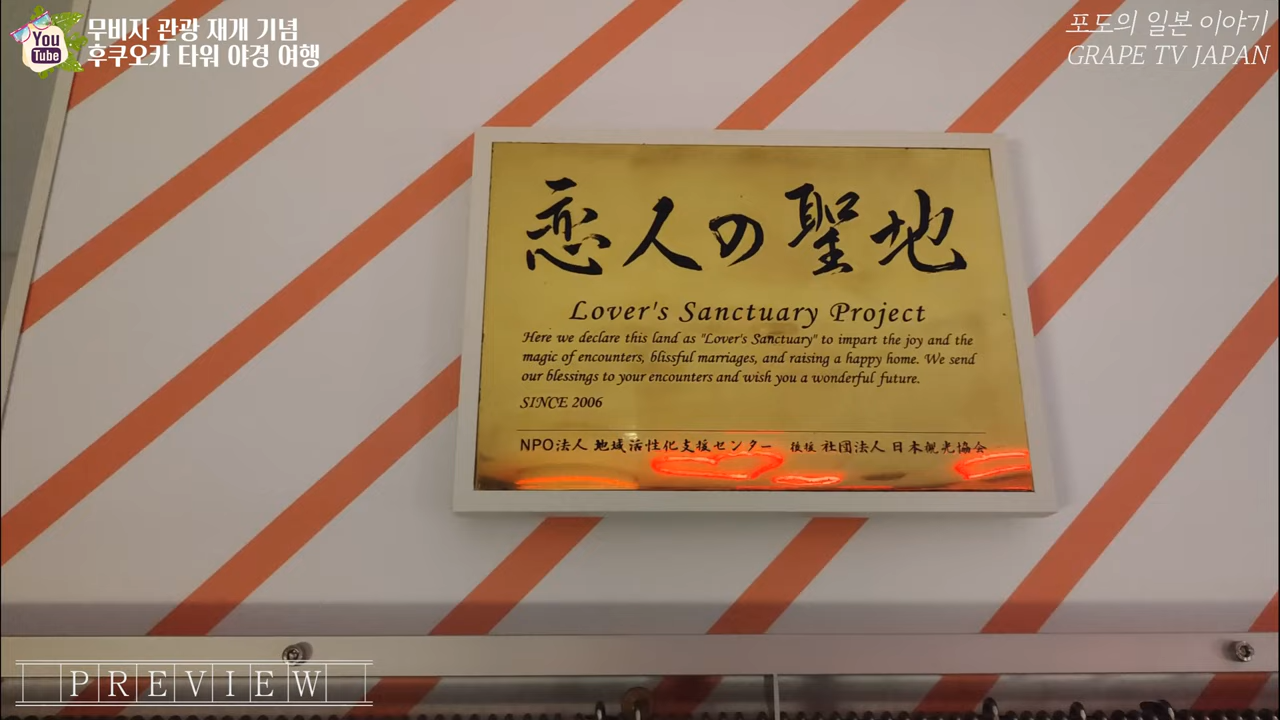 You
Tube
무비자 관광 재개 기념
후쿠오카 타워 야경 여행
포도의 일본 이야기
GRAPE TV JAPAN
恋人の聖地
Lover's Sanctuary Project
Here we declare this land as "Lover's Sanctuary" to impart the joy and the
magic of encounters, blissful marriages, and raising a happy home. We send
our blessings to your encounters and wish you a wonderful future.
SINCE 2006
NPO法人 地域活性化支援センター 後援 社団法人 日本観光協会
PREVIEW